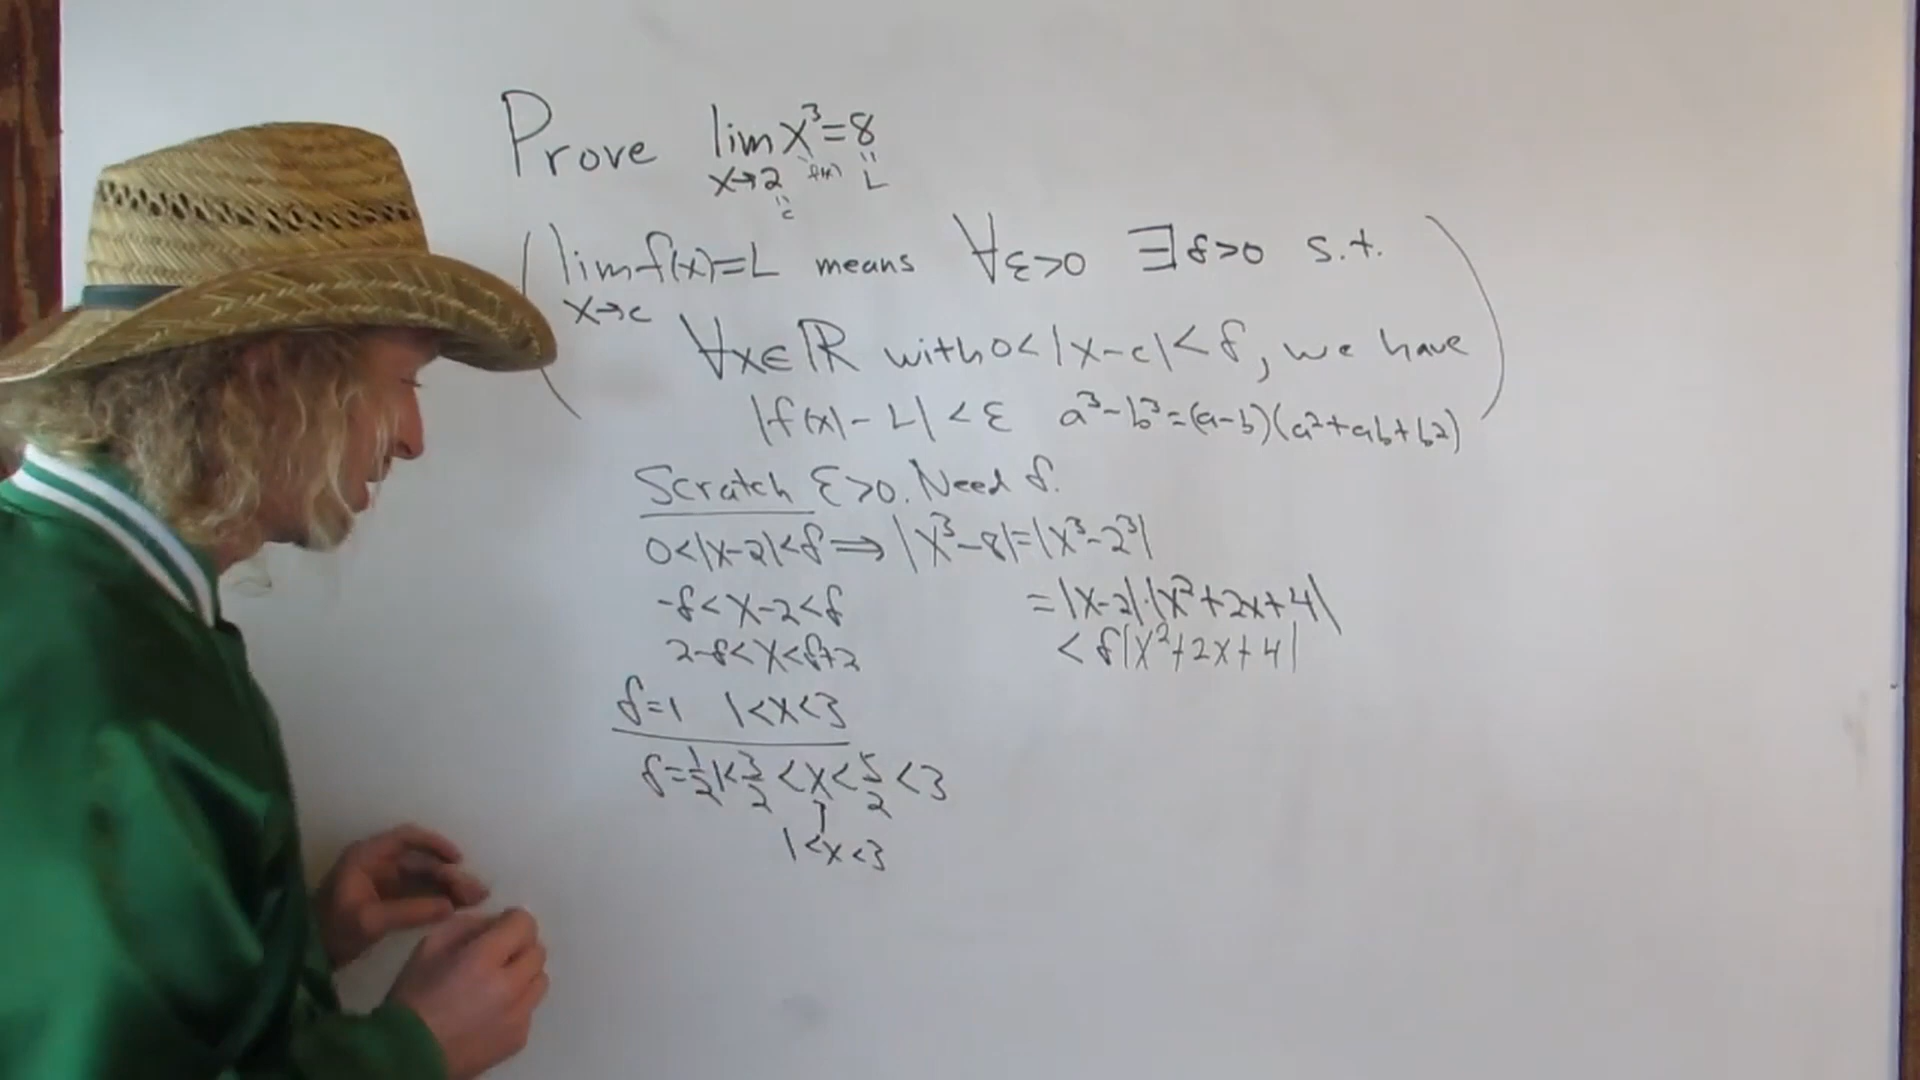 Prove lim x³=8
x→2 f(x) " L
" c
(lim f(x)=L means ∀ε>0 ∃δ>0 s.t.
x→c
∀x∈ℝ with 0<|x-c|<δ, we have
|f(x)-L|<ε a³-b³=(a-b)(a²+ab+b²))
Scratch ε>0. Need δ.
0<|x-2|<δ ⟹ |x³-8|=|x³-2³|
-δ<x-2<δ =|x-2|·|x²+2x+4|
2-δ<x<δ+2 <δ|x²+2x+4|
δ=1 1<x<3
δ=1/2 1<3/2<x<5/2<3
1<x<3